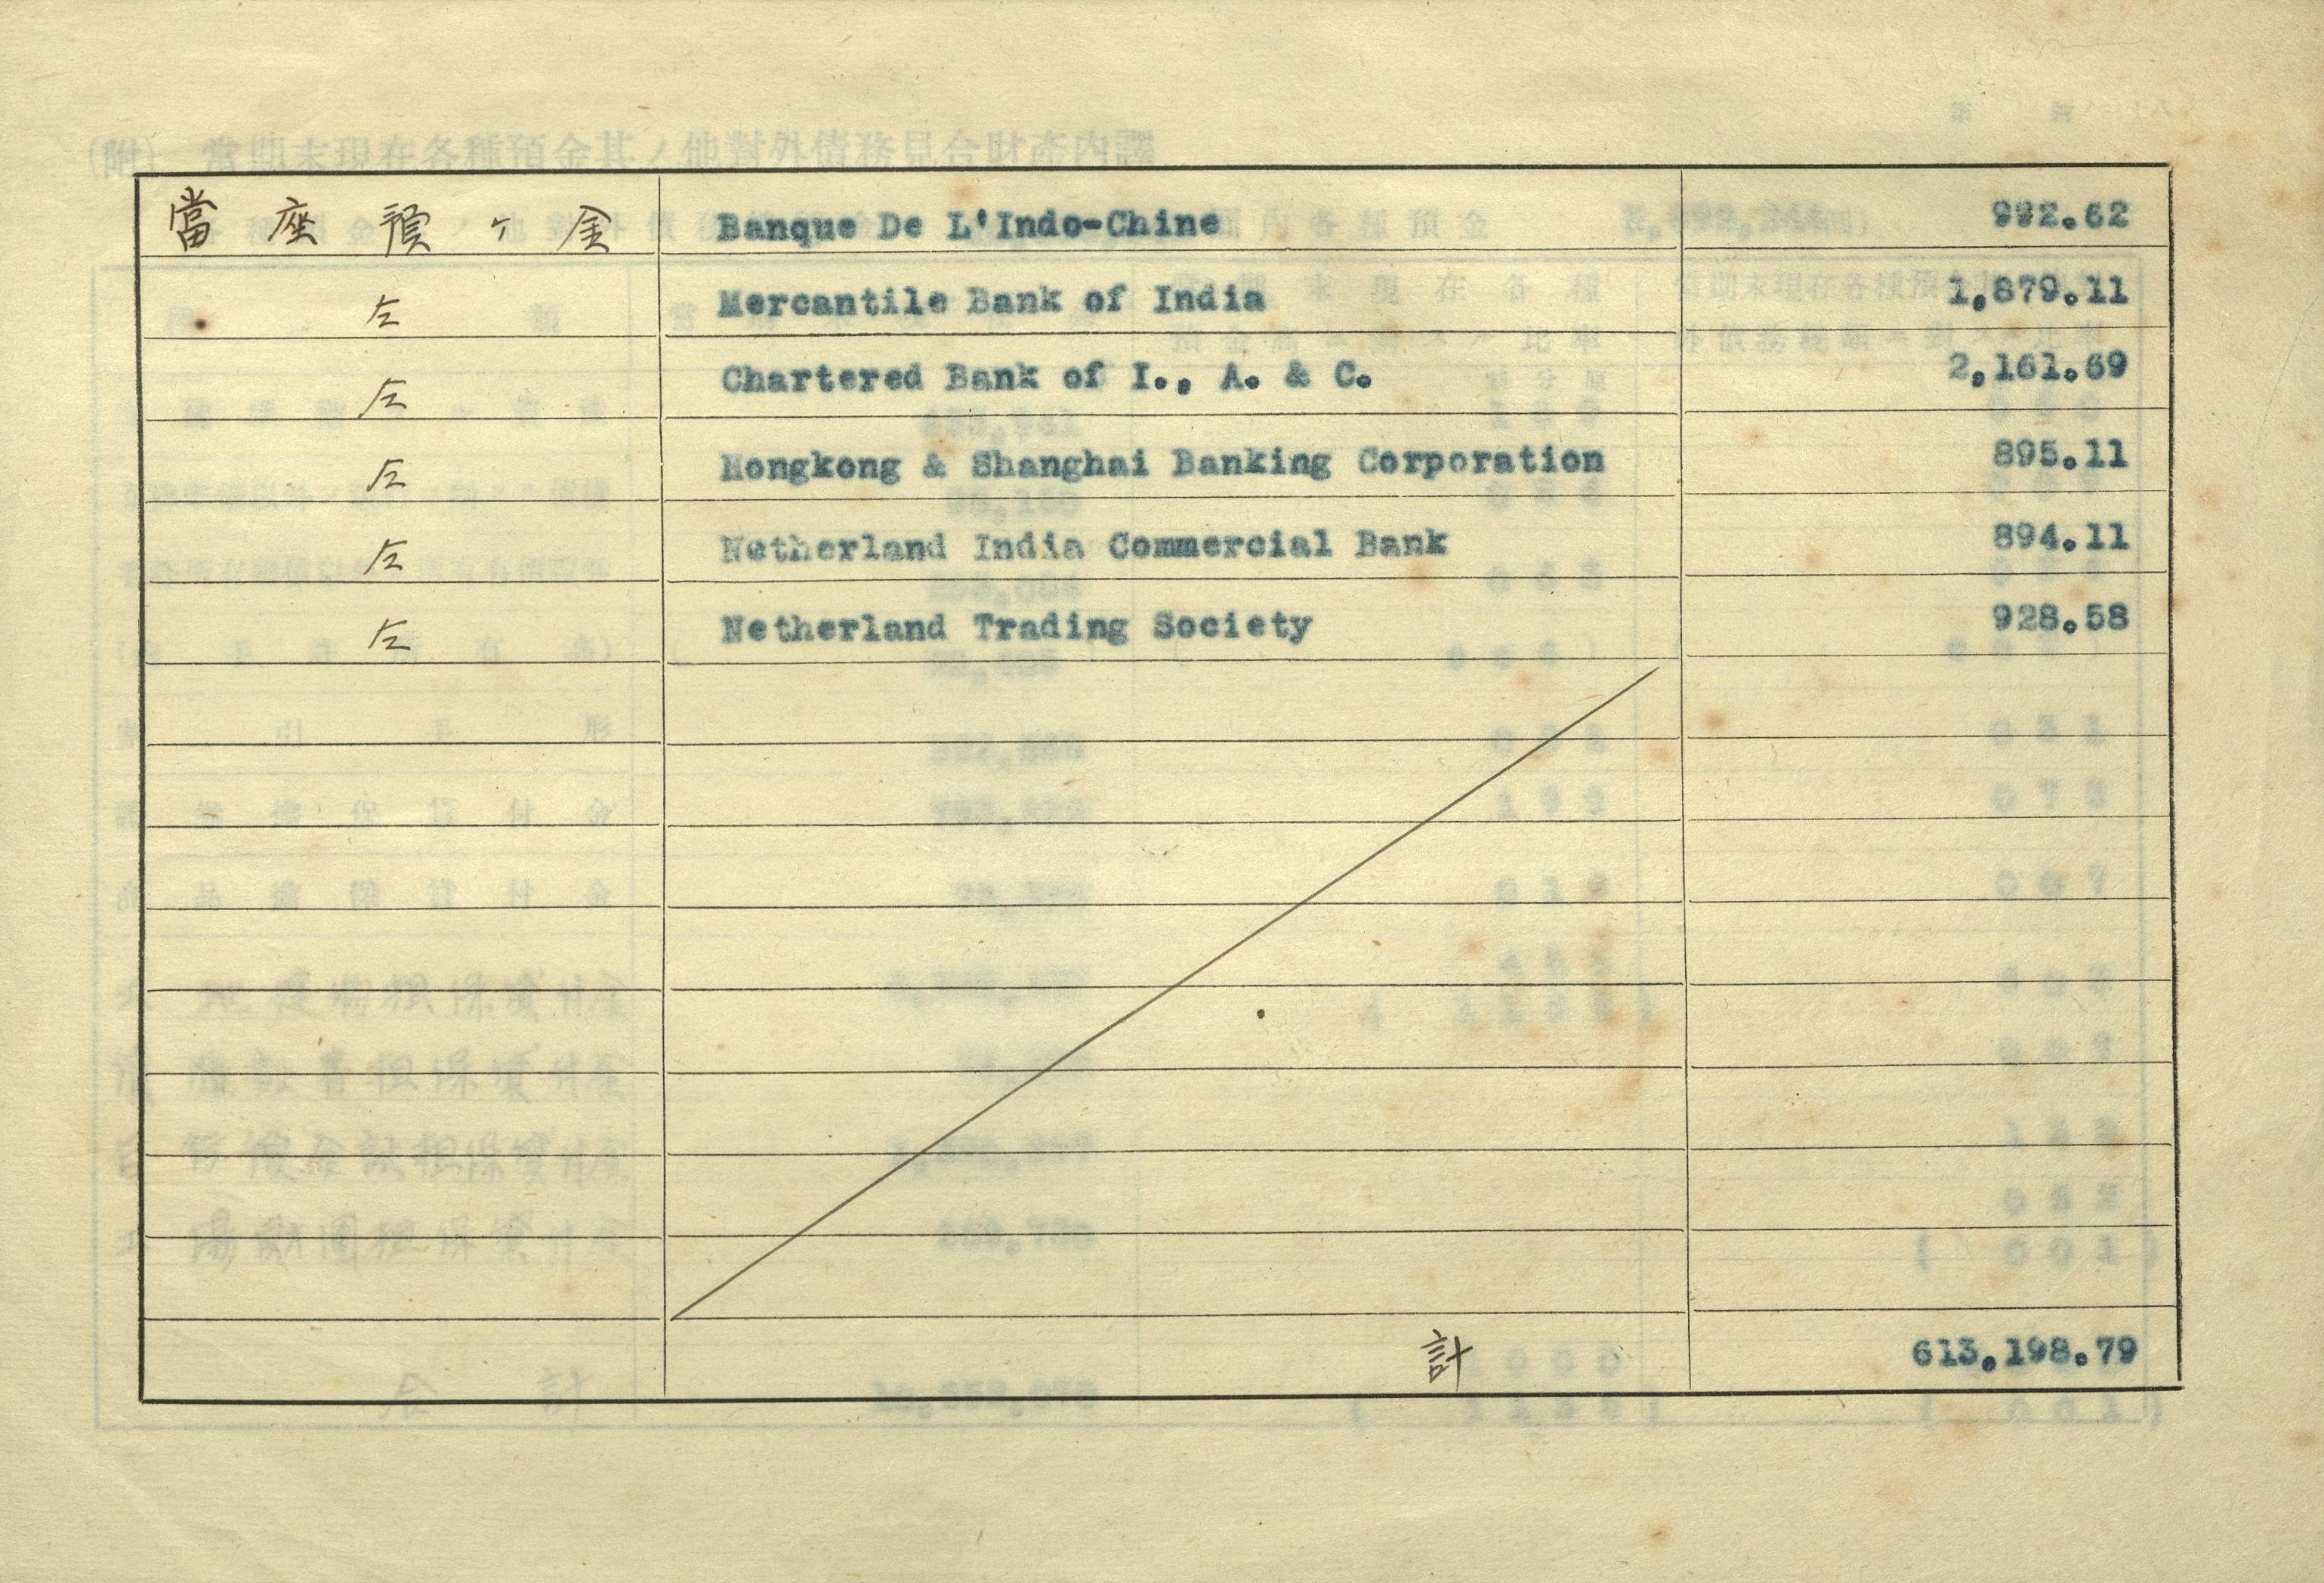 當座預ケ金 Banque De L'Indo-Chine 992.62
仝 Mercantile Bank of India 1,879.11
仝 Chartered Bank of I., A. & C. 2,161.69
仝 Hongkong & Shanghai Banking Corporation 895.11
仝 Netherland India Commercial Bank 894.11
仝 Netherland Trading Society 928.58
計 613,198.79